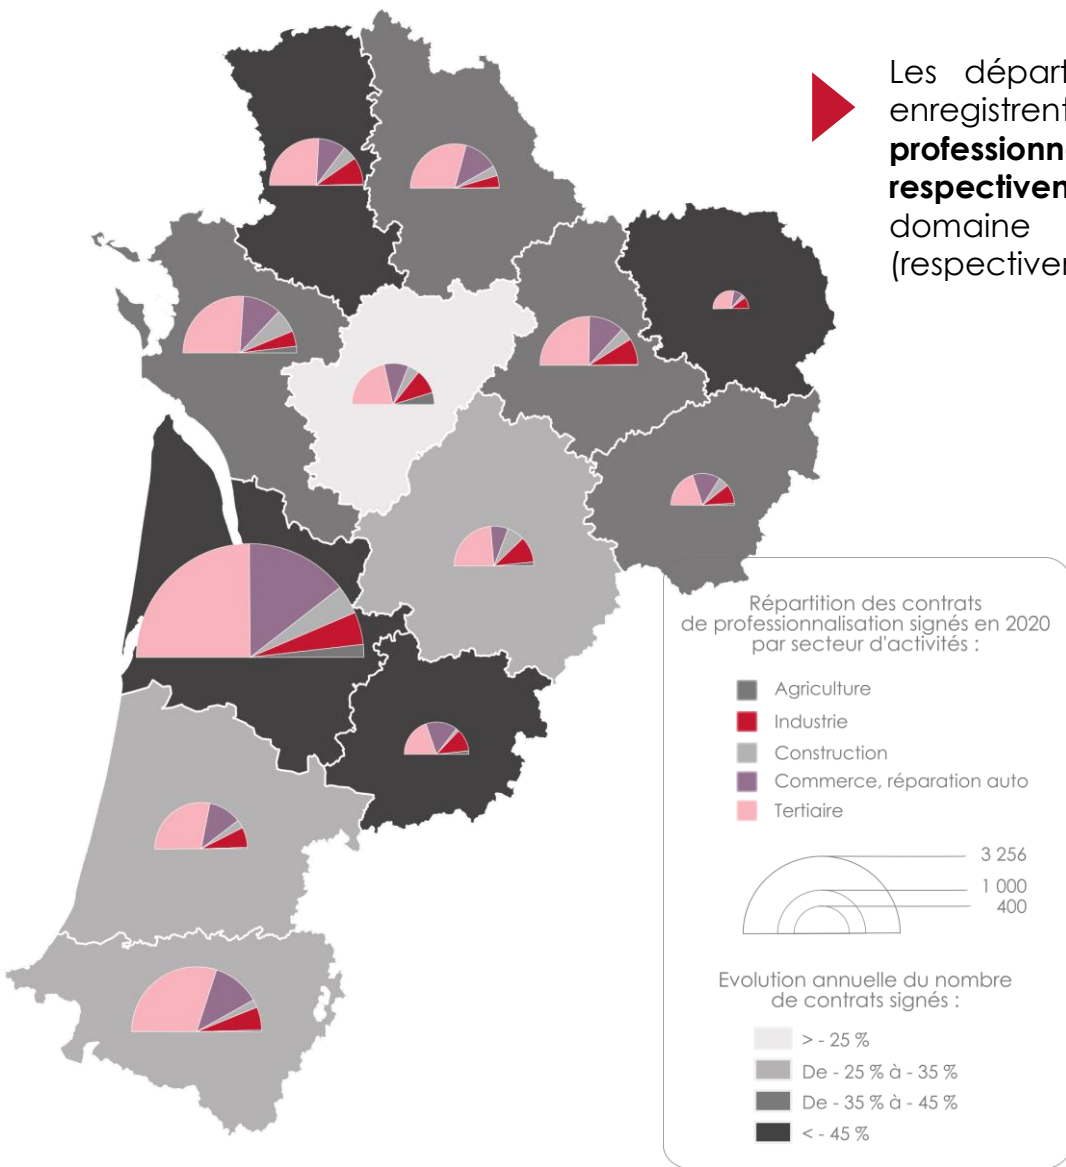 Les départ
enregistrent
professionn
respectiven
domaine
(respectiver
Répartition des contrats
de professionnalisation signés en 2020
par secteur d'activités :
Agriculture
Industrie
Construction
Commerce, réparation auto
Tertiaire
3 256
1 000
400
Evolution annuelle du nombre
de contrats signés :
> - 25 %
De - 25 % à - 35 %
De - 35 % à - 45 %
< - 45 %